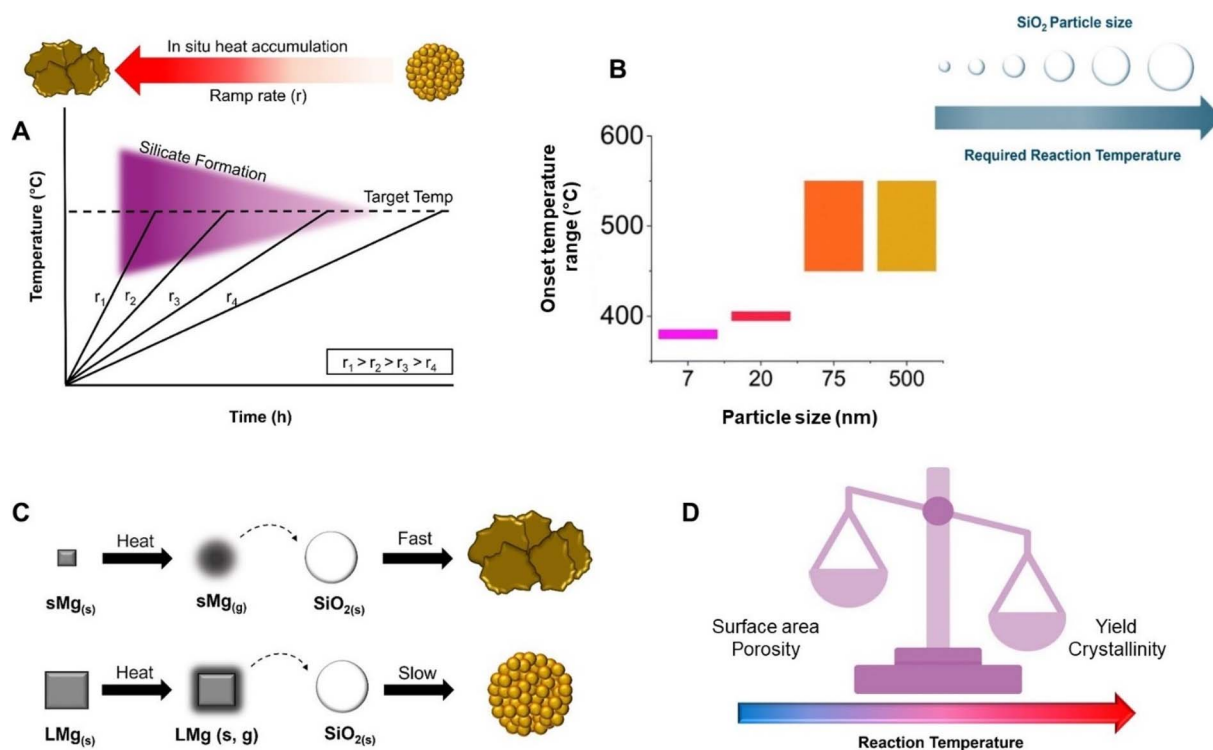 In situ heat accumulation
Ramp rate (r)
A
Temperature (°C)
Silicate Formation
Target Temp
r₁
r₂
r₃
r₄
r₁ > r₂ > r₃ > r₄
Time (h)
B
SiO₂ Particle size
Required Reaction Temperature
Onset temperature
range (°C)
600
500
400
7
20
75
500
Particle size (nm)
C
Heat
Fast
sMg(s)
sMg(g)
SiO₂(s)
Heat
Slow
LMg(s)
LMg (s, g)
SiO₂(s)
D
Surface area
Porosity
Yield
Crystallinity
Reaction Temperature